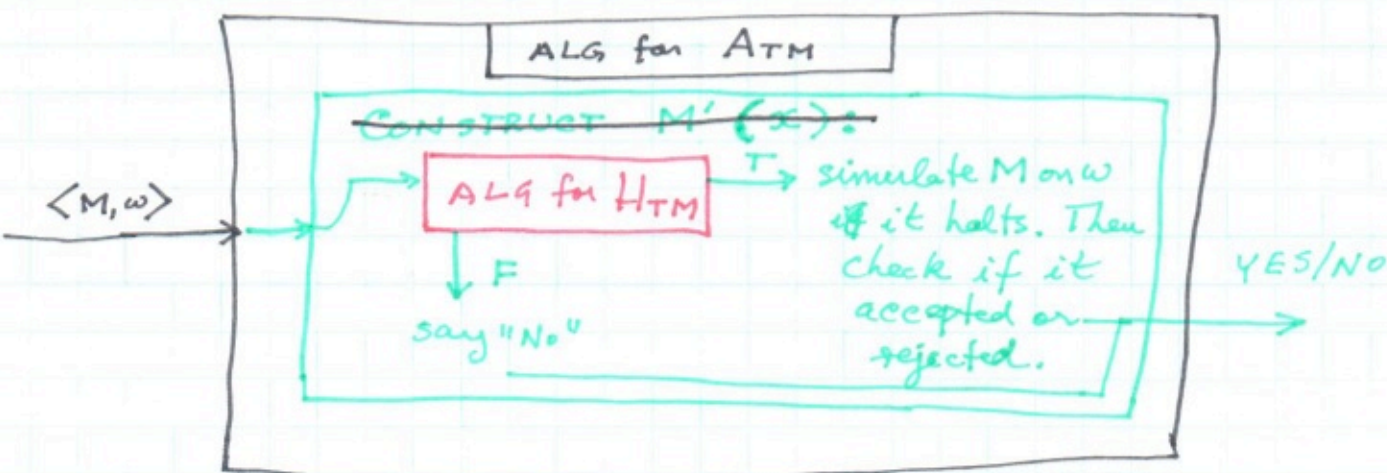 ALG for ATM
CONSTRUCT M' (x):
<M, w>
ALG for HTM
T
simulate M on w
it halts. Then
check if it
accepted or
rejected.
F
say "No"
YES/NO